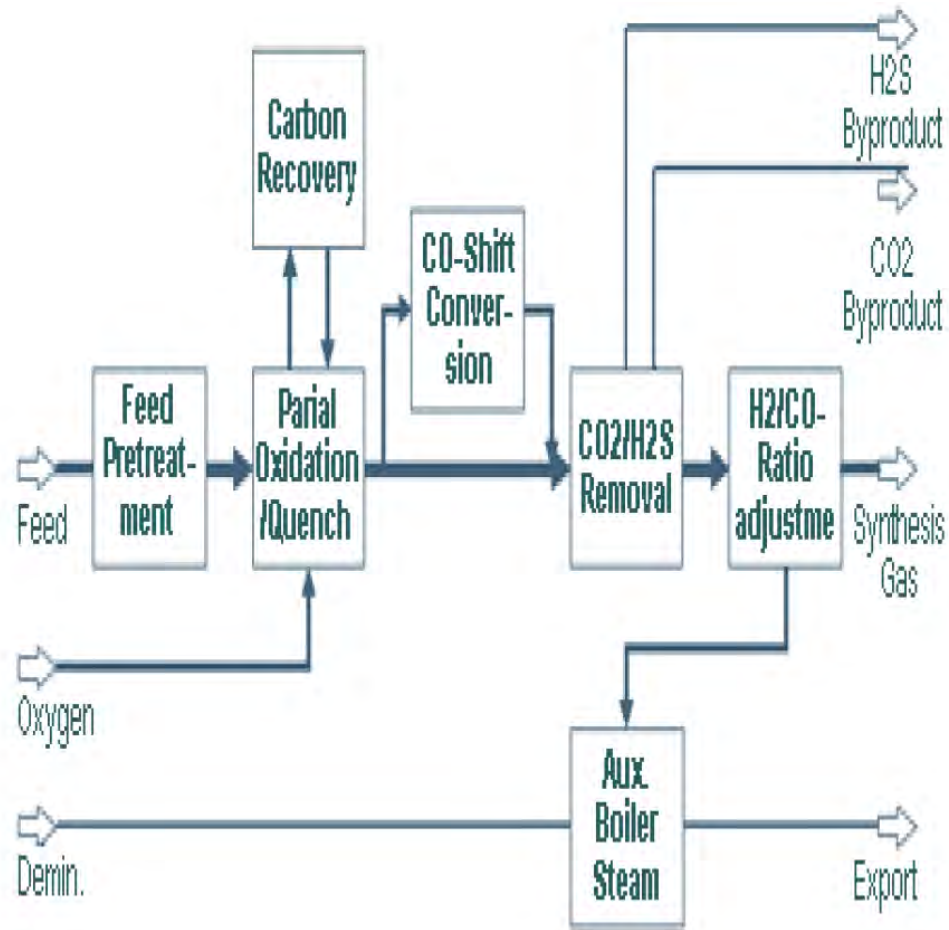 H2S
Byproduct
Carbon
Recovery
CO-Shift
Conver-
sion
CO2
Byproduct
Feed
Pretreat-
ment
Parial
Oxidation
/Quench
CO2/H2S
Removal
H2/CO-
Ratio
adjustme
Feed
Synthesis
Gas
Oxygen
Aux.
Boiler
Steam
Demin.
Export